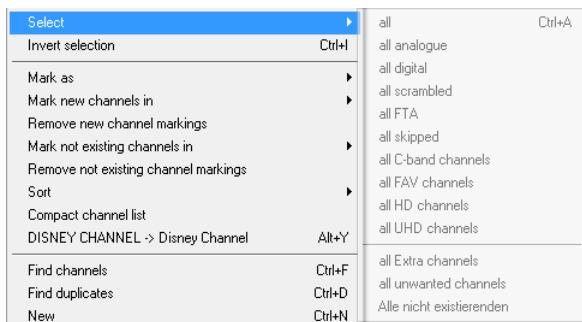 Select
Invert selection Ctrl+I
Mark as
Mark new channels in
Remove new channel markings
Mark not existing channels in
Remove not existing channel markings
Sort
Compact channel list
DISNEY CHANNEL -> Disney Channel Alt+Y
Find channels Ctrl+F
Find duplicates Ctrl+D
New Ctrl+N
all Ctrl+A
all analogue
all digital
all scrambled
all FTA
all skipped
all C-band channels
all FAV channels
all HD channels
all UHD channels
all Extra channels
all unwanted channels
Alle nicht existierenden